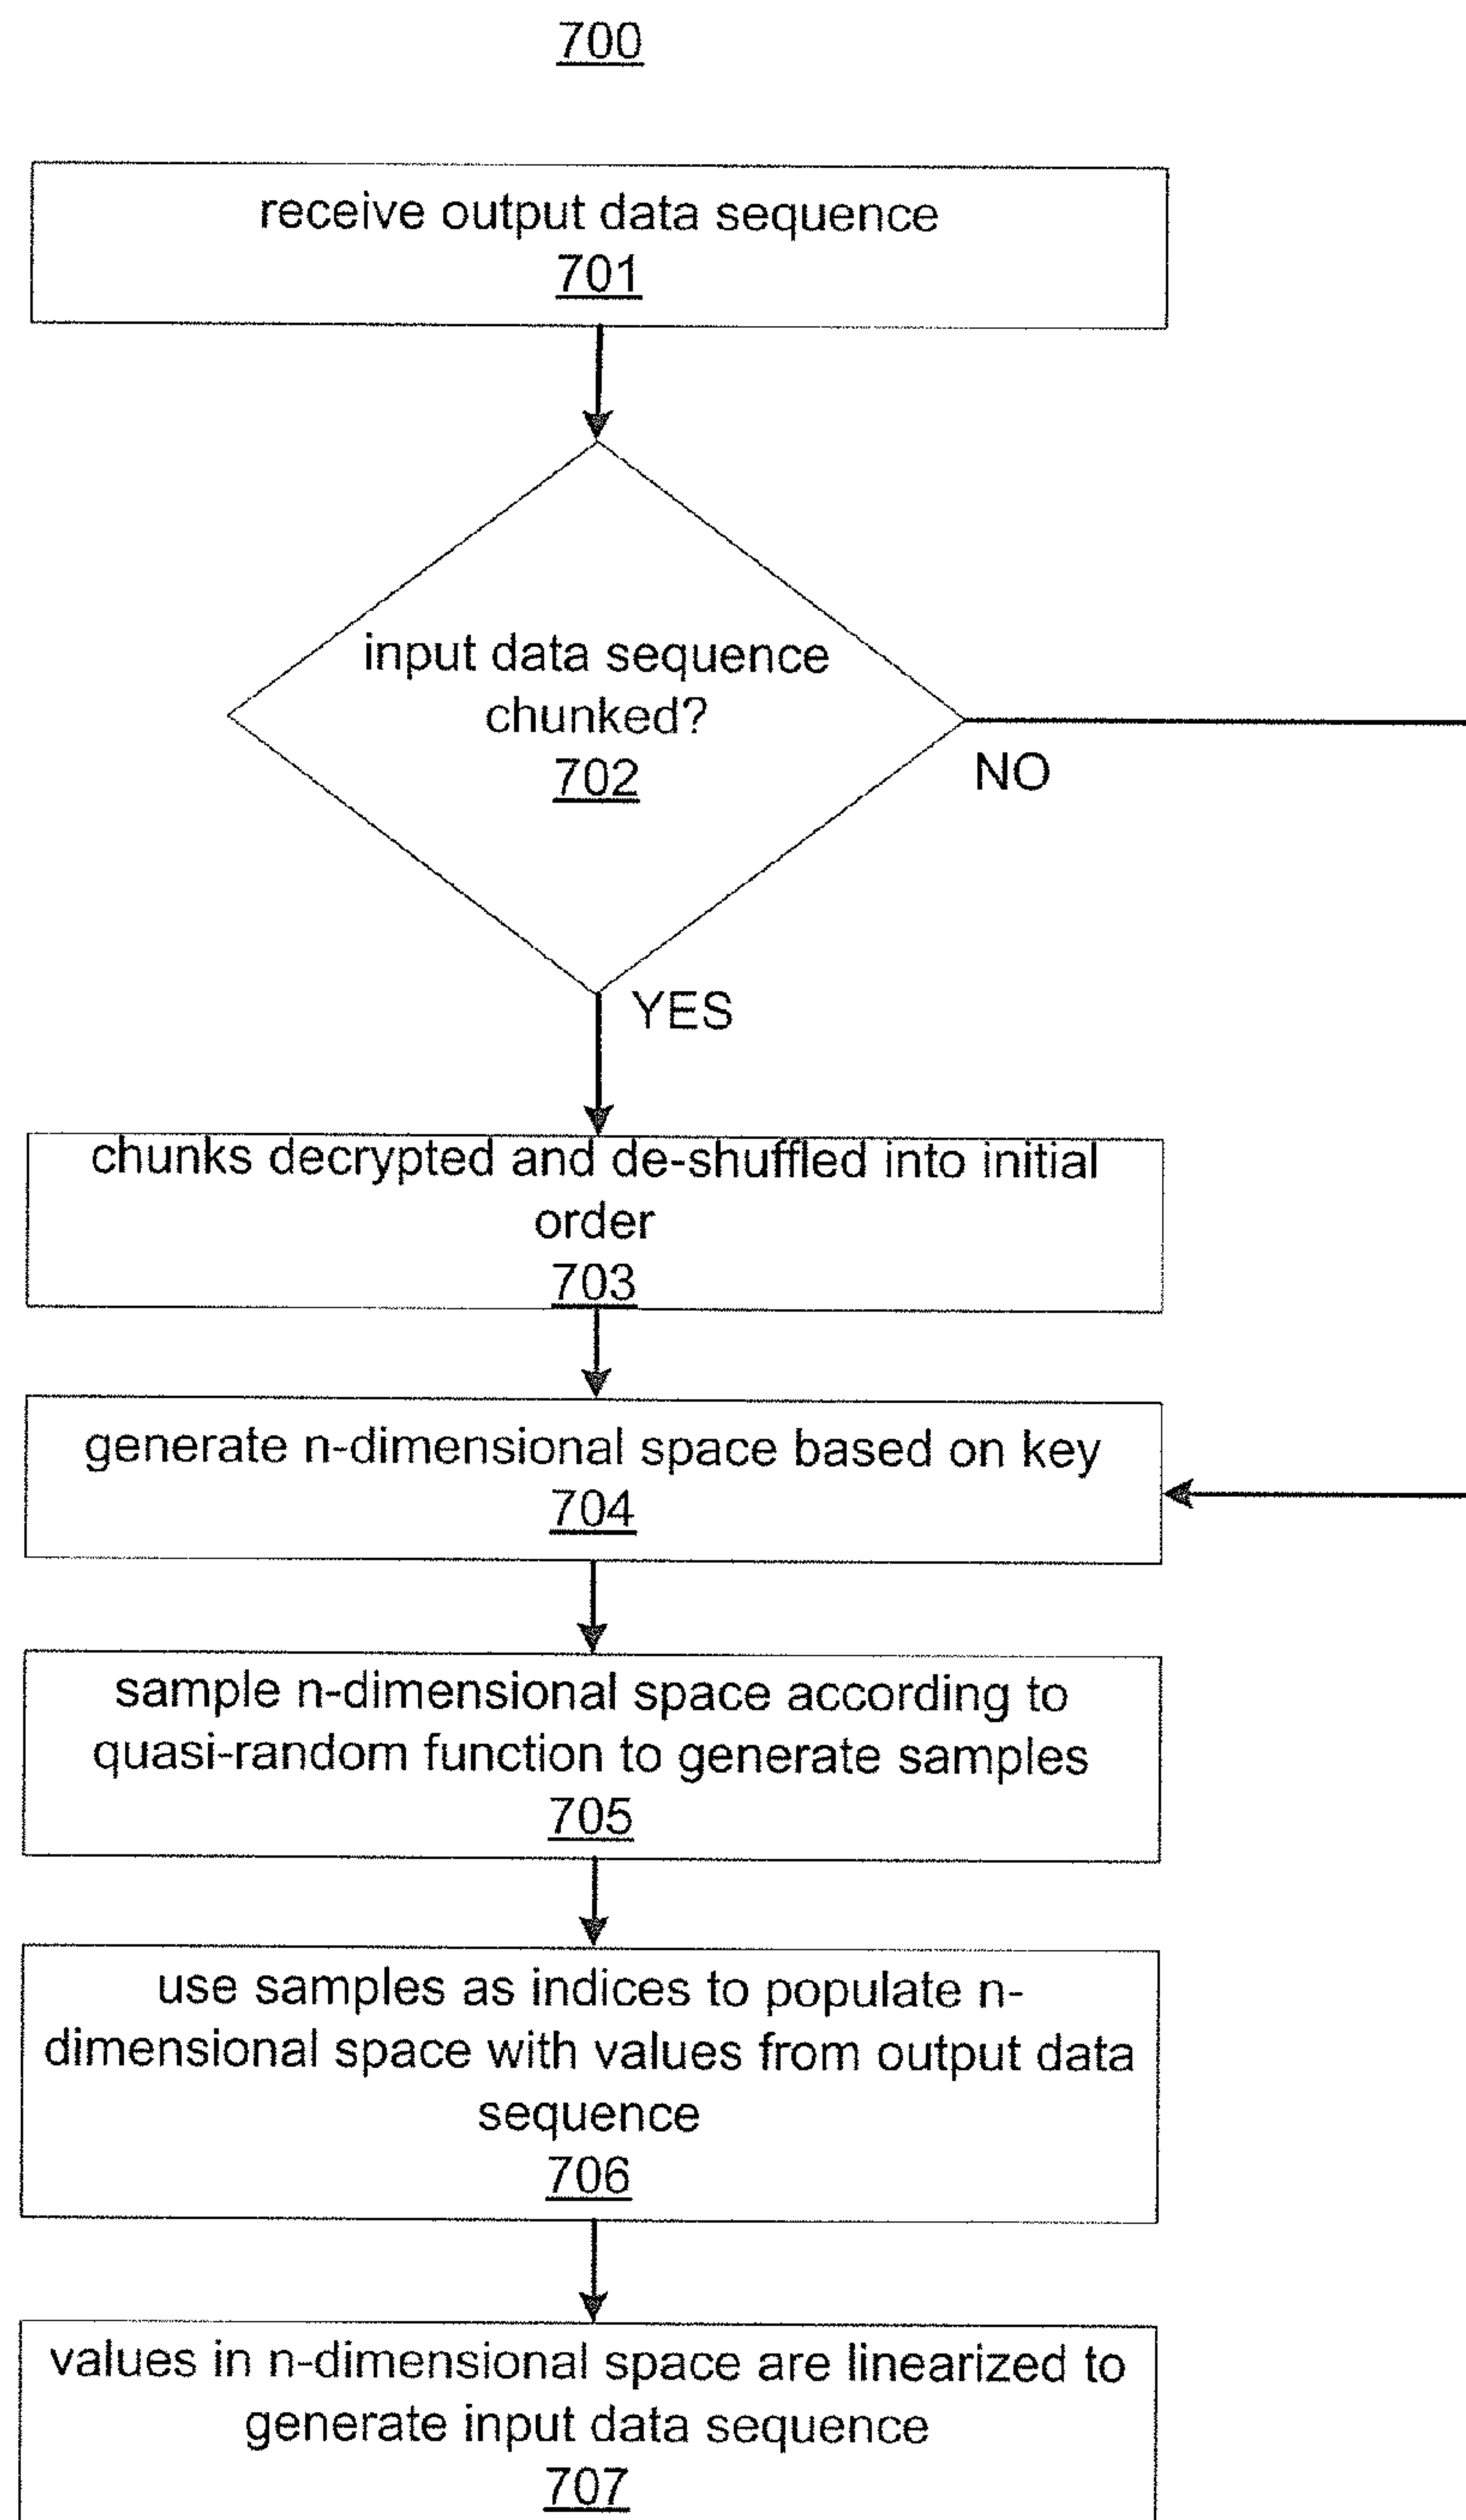 700
receive output data sequence
701
input data sequence
chunked?
702
NO
YES
chunks decrypted and de-shuffled into initial
order
703
generate n-dimensional space based on key
704
sample n-dimensional space according to
quasi-random function to generate samples
705
use samples as indices to populate n-
dimensional space with values from output data
sequence
706
values in n-dimensional space are linearized to
generate input data sequence
707